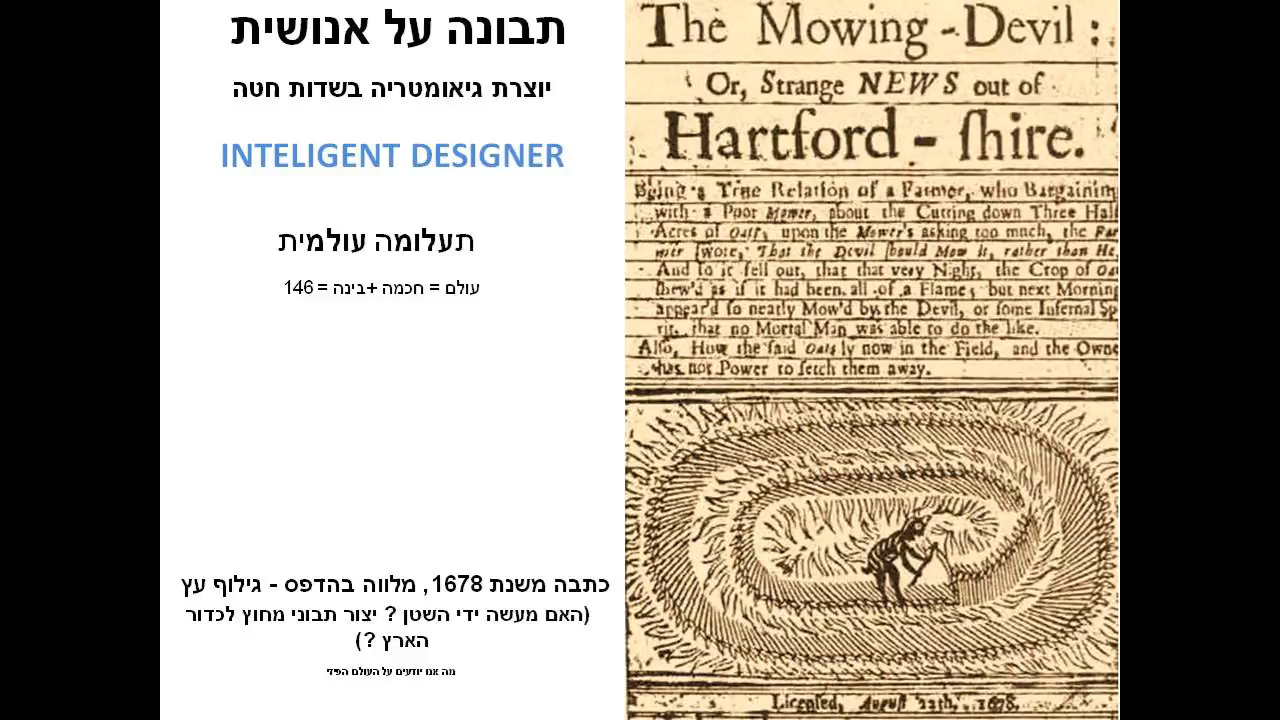 תבונה על אנושית
יוצרת גיאומטריה בשדות חטה
INTELIGENT DESIGNER
תעלומה עולמית
עולם = חכמה +בינה = 146
כתבה משנת 1678, מלווה בהדפס - גילוף עץ
(האם מעשה ידי השטן ? יצור תבוני מחוץ לכדור
הארץ ?)
מה אנו יודעים על העולם הפיזי
The Mowing-Devil:
Or, Strange NEWS out of
Hartford-ſhire.
Being a True Relation of a Farmer, who Bargaining
with a Poor Mower, about the Cutting down Three Half
Acres of Oats, upon the Mower's asking too much, the Far
mer ſwore, That the Devil ſhould Mow it, rather than He.
And ſo it fell out, that that very Night, the Crop of Oa
ſhew'd as if it had been all of a Flame; but next Morning
appear'd ſo neatly Mow'd by the Devil, or ſome Infernal Sp
rit, that no Mortal Man was able to do the like.
Alſo, How the ſaid Oats ly now in the Field, and the Owne
has not Power to fetch them away.
Licenſed, Auguſt 22th, 1678.